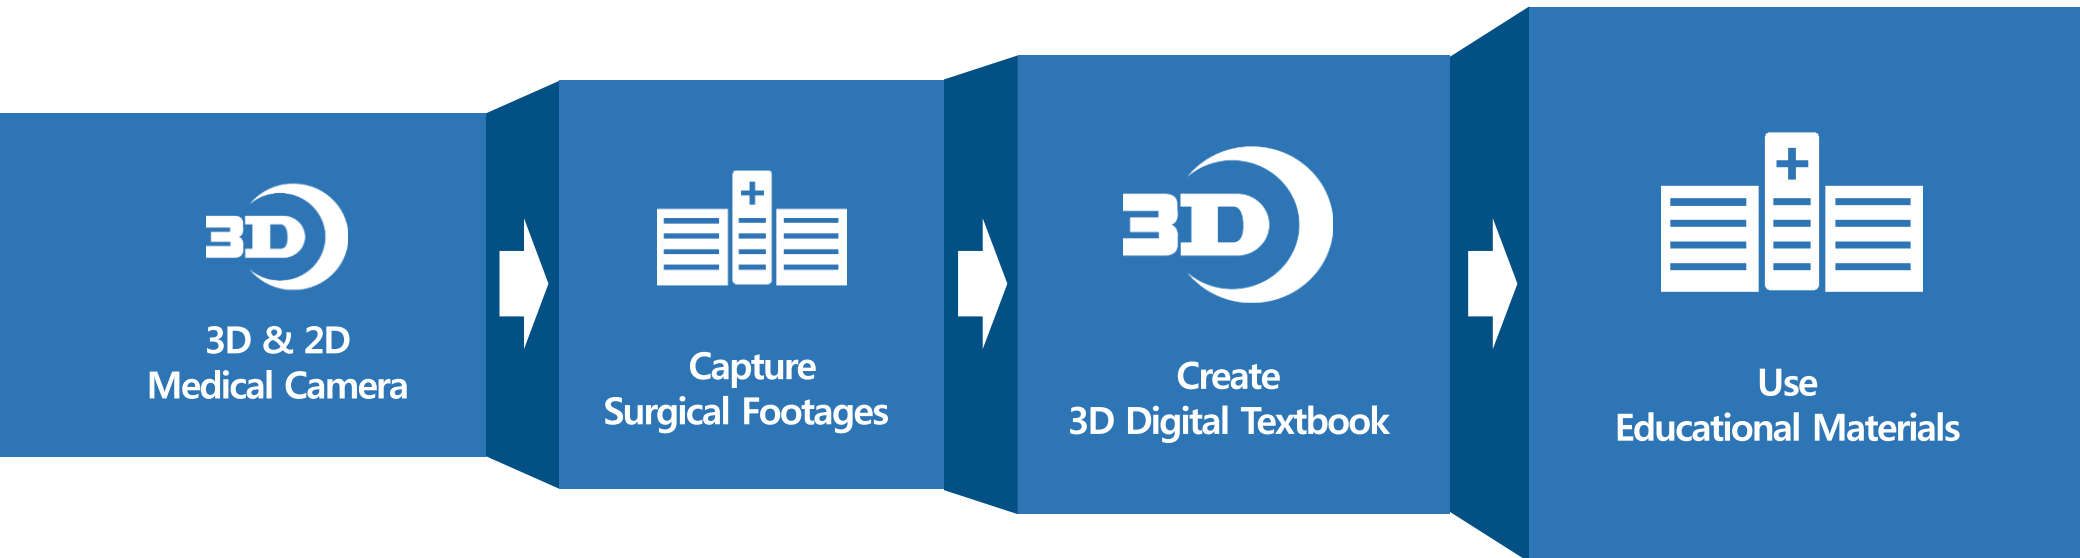 3D
3D & 2D
Medical Camera
Capture
Surgical Footages
3D
Create
3D Digital Textbook
Use
Educational Materials